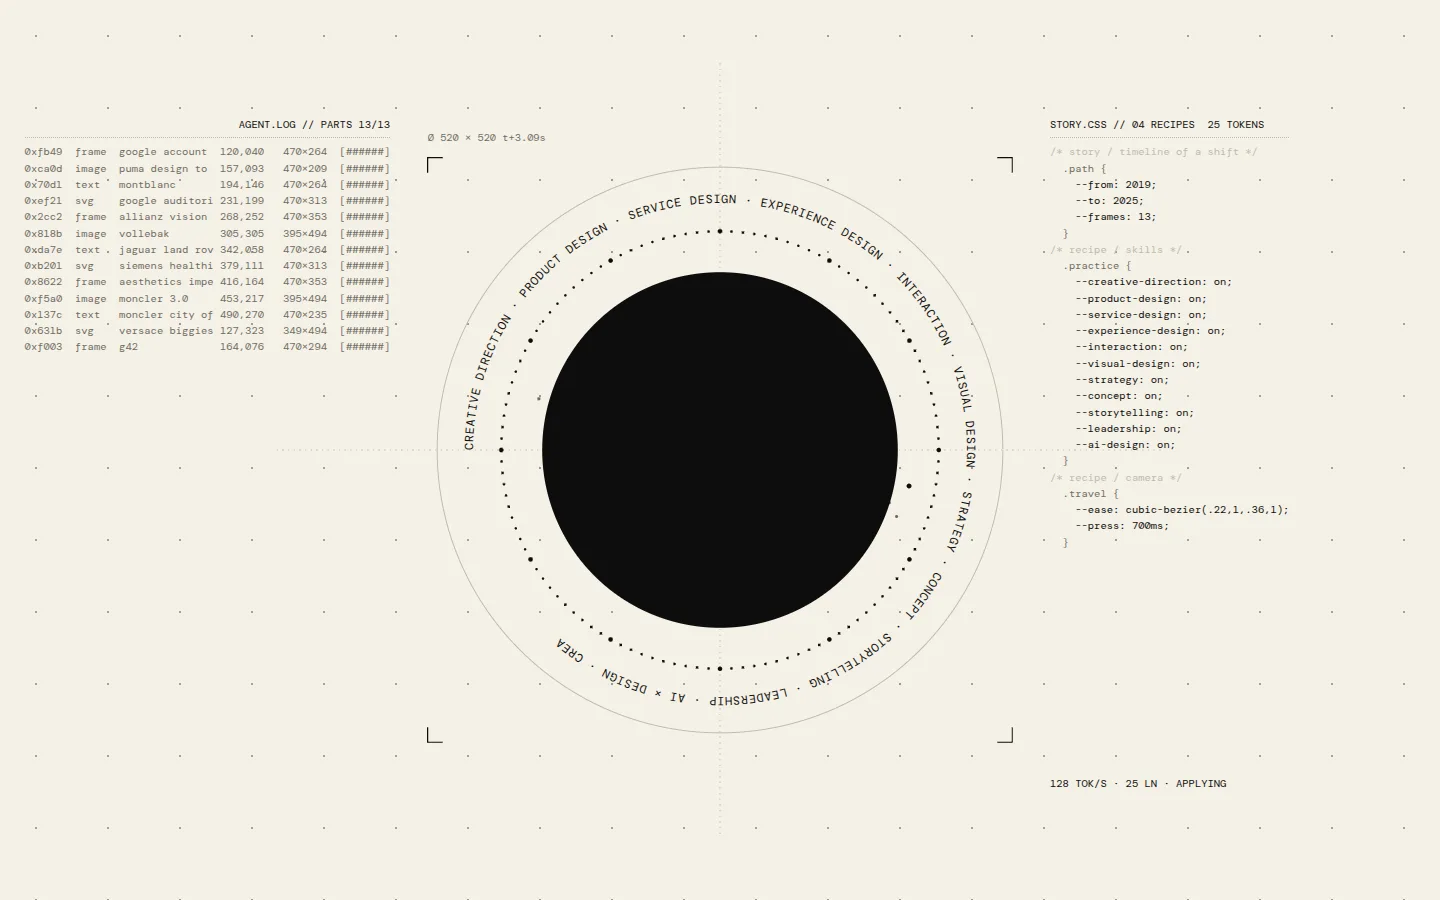 AGENT.LOG // PARTS 13/13
0xfb49 frame google account 120,040 470×264 [######]
0xca0d image puma design to 157,093 470×209 [######]
0x70d1 text montblanc 194,146 470×264 [######]
0xef21 svg google auditori 231,199 470×313 [######]
0x2cc2 frame allianz vision 268,252 470×353 [######]
0x818b image vollebak 305,305 395×494 [######]
0xda7e text jaguar land rov 342,058 470×264 [######]
0xb201 svg siemens healthi 379,111 470×313 [######]
0x8622 frame aesthetics impe 416,164 470×353 [######]
0xf5a0 image moncler 3.0 453,217 395×494 [######]
0x137c text moncler city of 490,270 470×235 [######]
0x631b svg versace biggies 127,323 349×494 [######]
0xf003 frame g42 164,076 470×294 [######]
Ø 520 × 520 t+3.09s
CREATIVE DIRECTION · PRODUCT DESIGN · SERVICE DESIGN · EXPERIENCE DESIGN · INTERACTION · VISUAL DESIGN · STRATEGY · CONCEPT · STORYTELLING · LEADERSHIP · AI × DESIGN · CREA
STORY.CSS // 04 RECIPES 25 TOKENS
/* story / timeline of a shift */
.path {
--from: 2019;
--to: 2025;
--frames: 13;
}
/* recipe / skills */
.practice {
--creative-direction: on;
--product-design: on;
--service-design: on;
--experience-design: on;
--interaction: on;
--visual-design: on;
--strategy: on;
--concept: on;
--storytelling: on;
--leadership: on;
--ai-design: on;
}
/* recipe / camera */
.travel {
--ease: cubic-bezier(.22,1,.36,1);
--press: 700ms;
}
128 TOK/S · 25 LN · APPLYING